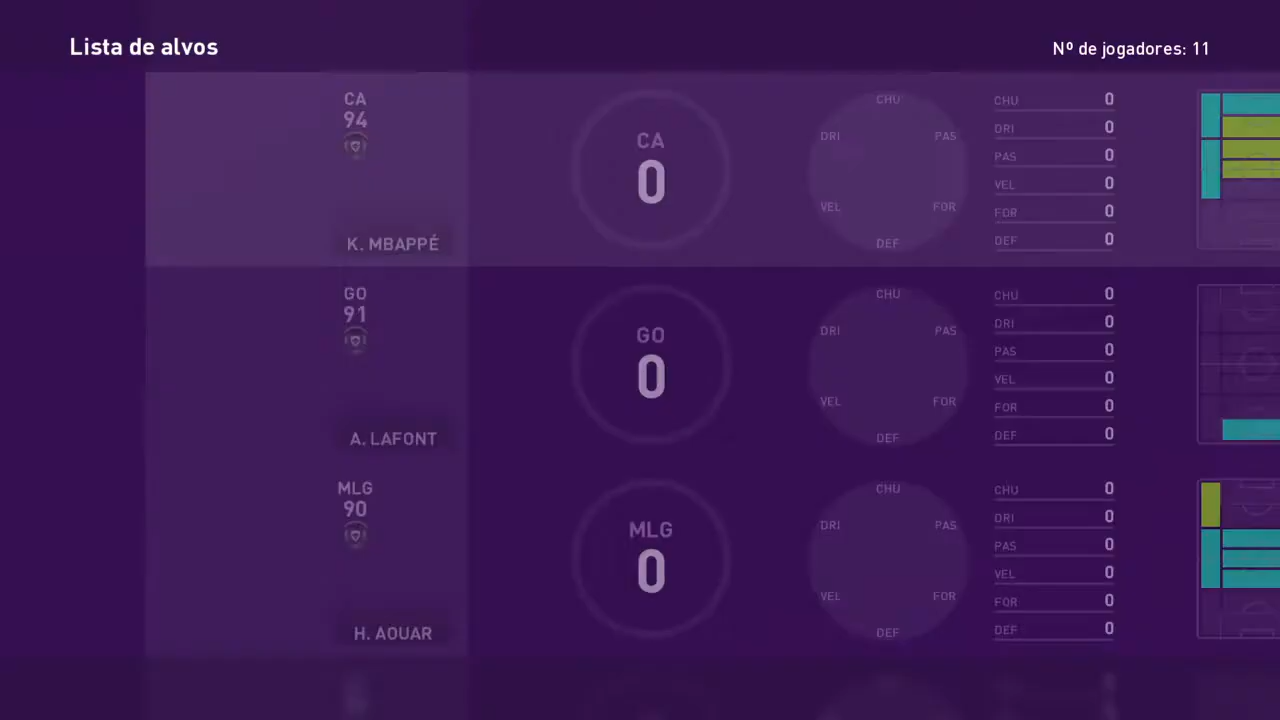 Lista de alvos
Nº de jogadores: 11
CA
94
K. MBAPPÉ
CA
0
CHU
DRI
PAS
VEL
FOR
DEF
CHU 0
DRI 0
PAS 0
VEL 0
FOR 0
DEF 0
GO
91
A. LAFONT
GO
0
CHU
DRI
PAS
VEL
FOR
DEF
CHU 0
DRI 0
PAS 0
VEL 0
FOR 0
DEF 0
MLG
90
H. AOUAR
MLG
0
CHU
DRI
PAS
VEL
FOR
DEF
CHU 0
DRI 0
PAS 0
VEL 0
FOR 0
DEF 0